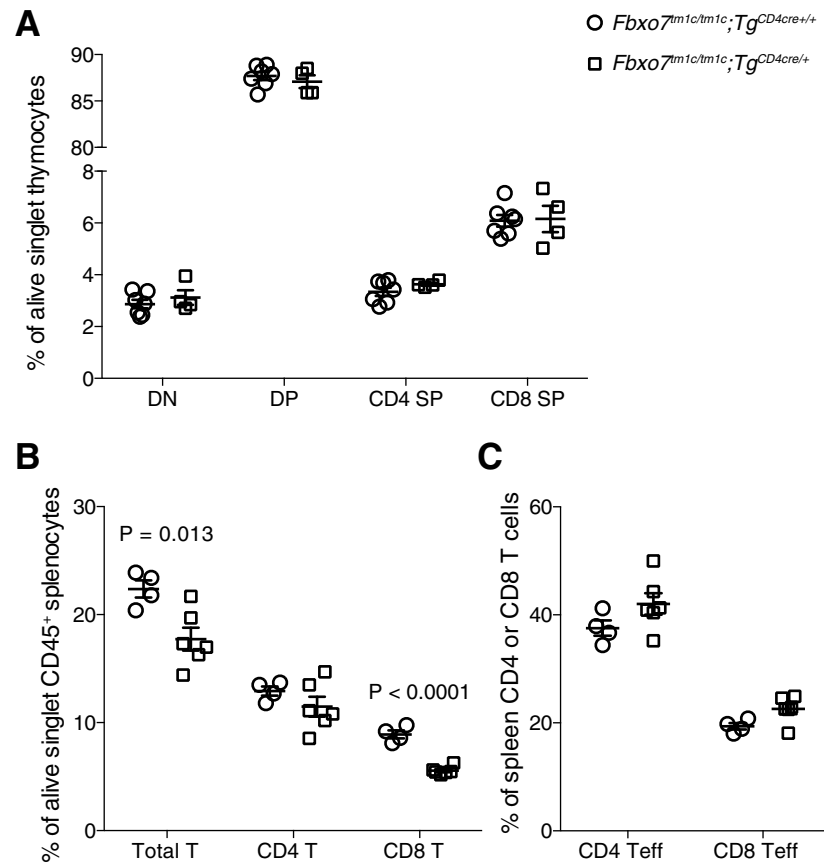 A
Fbxo7tm1c/tm1c;TgCD4cre+/+
Fbxo7tm1c/tm1c;TgCD4cre/+
% of alive singlet thymocytes
90
85
80
8
6
4
2
0
DN DP CD4 SP CD8 SP
B
% of alive singlet CD45+ splenocytes
30
20
10
0
P = 0.013
P < 0.0001
Total T CD4 T CD8 T
C
% of spleen CD4 or CD8 T cells
60
40
20
0
CD4 Teff CD8 Teff